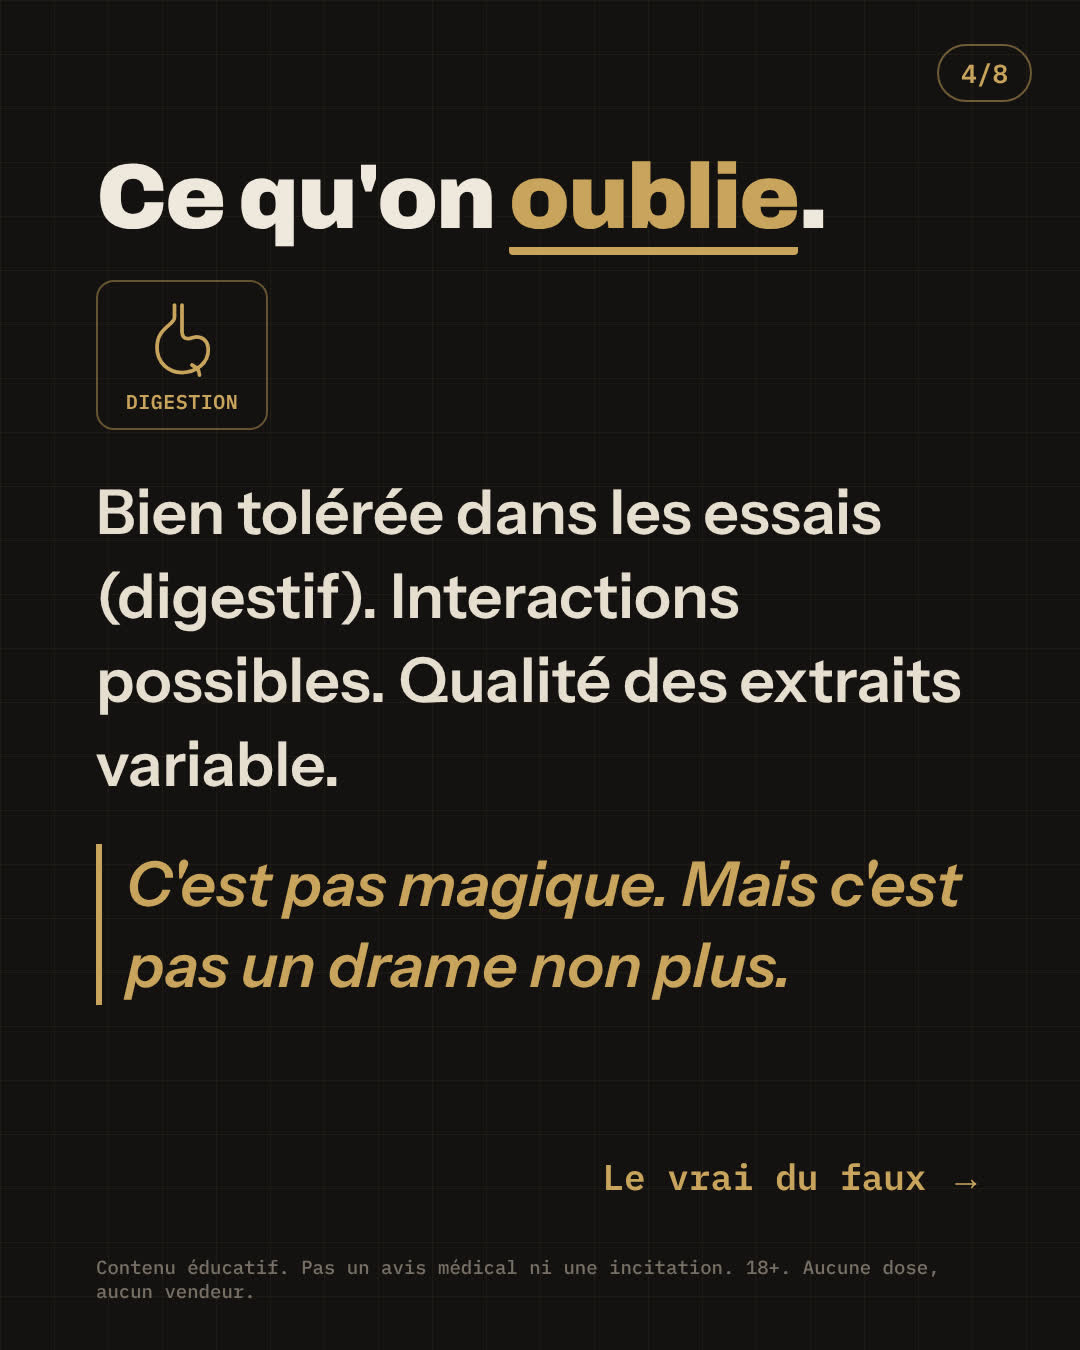 4/8
Ce qu'on oublie.
DIGESTION
Bien tolérée dans les essais
(digestif). Interactions
possibles. Qualité des extraits
variable.
C'est pas magique. Mais c'est
pas un drame non plus.
Le vrai du faux →
Contenu éducatif. Pas un avis médical ni une incitation. 18+. Aucune dose,
aucun vendeur.